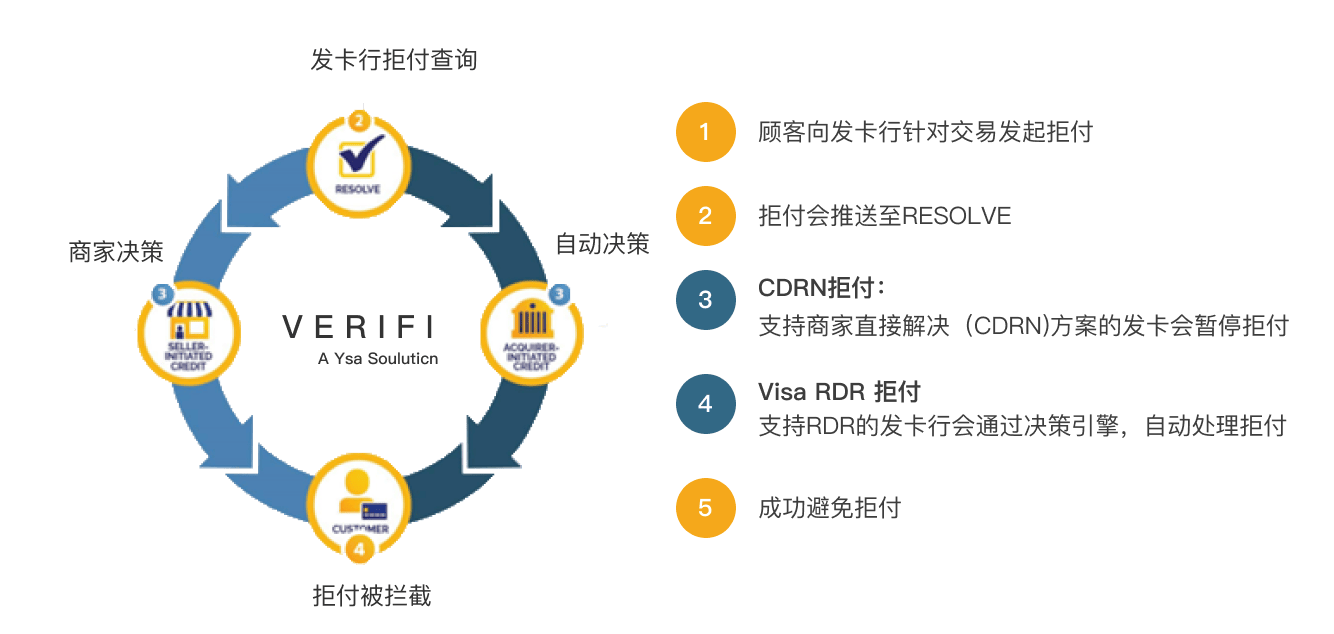 发卡行拒付查询
2
RESOLVE
商家决策
自动决策
3
SELLER-
INITIATED
CREDIT
3
ACQUIRER-
INITIATED
CREDIT
VERIFI
A Ysa Souluticn
CUSTOMER
4
拒付被拦截
1
顾客向发卡行针对交易发起拒付
2
拒付会推送至RESOLVE
3
CDRN拒付：
支持商家直接解决（CDRN)方案的发卡会暂停拒付
4
Visa RDR 拒付
支持RDR的发卡行会通过决策引擎，自动处理拒付
5
成功避免拒付